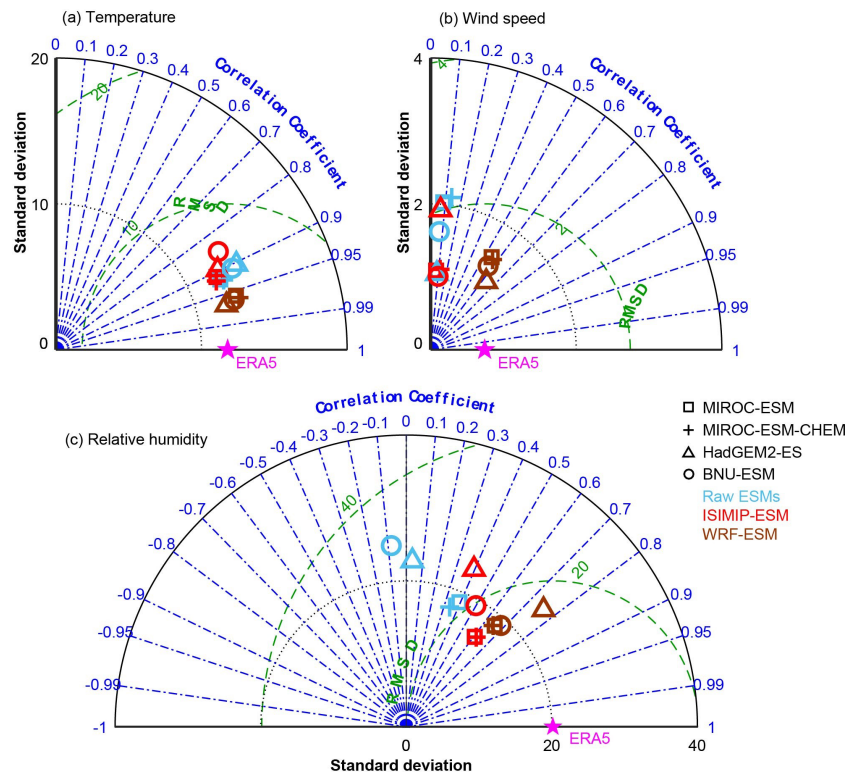 (a) Temperature
(b) Wind speed
0 0.1 0.2 0.3 0.4 0.5 0.6 0.7 0.8 0.9 0.95 0.99 1
Correlation Coefficient
20
10
0
Standard deviation
20
10
RMSD
ERA5
0 0.1 0.2 0.3 0.4 0.5 0.6 0.7 0.8 0.9 0.95 0.99 1
Correlation Coefficient
4
2
0
Standard deviation
4
2
RMSD
ERA5
(c) Relative humidity
Correlation Coefficient
-1 -0.99 -0.95 -0.9 -0.8 -0.7 -0.6 -0.5 -0.4 -0.3 -0.2 -0.1 0 0.1 0.2 0.3 0.4 0.5 0.6 0.7 0.8 0.9 0.95 0.99 1
40
20
RMSD
ERA5
0 20 40
Standard deviation
MIROC-ESM
MIROC-ESM-CHEM
HadGEM2-ES
BNU-ESM
Raw ESMs
ISIMIP-ESM
WRF-ESM